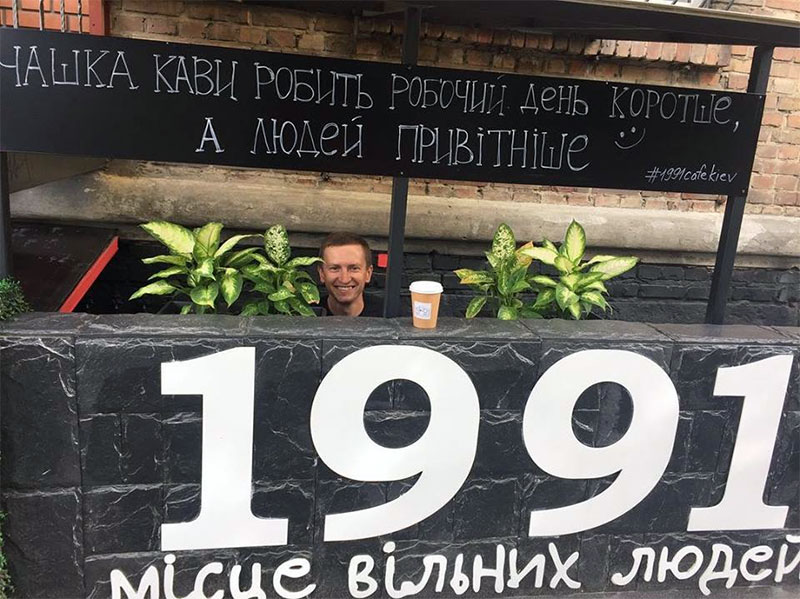 ЧАШКА КАВИ РОБИТЬ РОБОЧИЙ ДЕНЬ КОРОТШЕ,
А ЛЮДЕЙ ПРИВІТНІШЕ
#1991cafekiev
1991
місце вільних людей